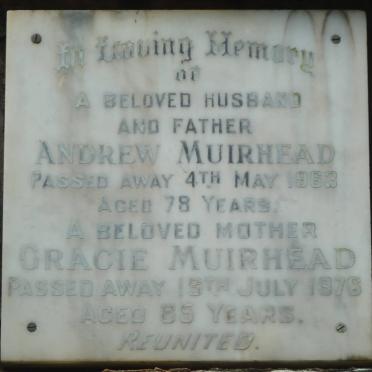 In Loving Memory
of
A BELOVED HUSBAND
AND FATHER
ANDREW MUIRHEAD
PASSED AWAY 4TH MAY 1963
AGED 78 YEARS.
A BELOVED MOTHER
GRACIE MUIRHEAD
PASSED AWAY JULY 1976
AGED 85 YEARS.
REUNITED.